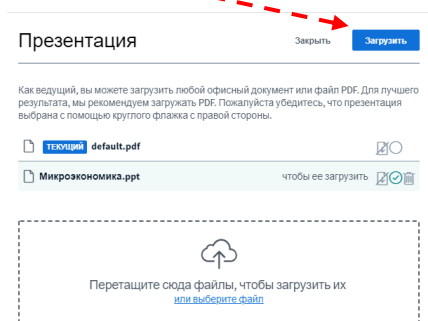 Презентация Закрыть Загрузить
Как ведущий, вы можете загрузить любой офисный документ или файл PDF. Для лучшего
результата, мы рекомендуем загружать PDF. Пожалуйста убедитесь, что презентация
выбрана с помощью круглого флажка с правой стороны.
ТЕКУЩИЙ default.pdf
Микроэкономика.ppt чтобы ее загрузить
Перетащите сюда файлы, чтобы загрузить их
или выберите файл